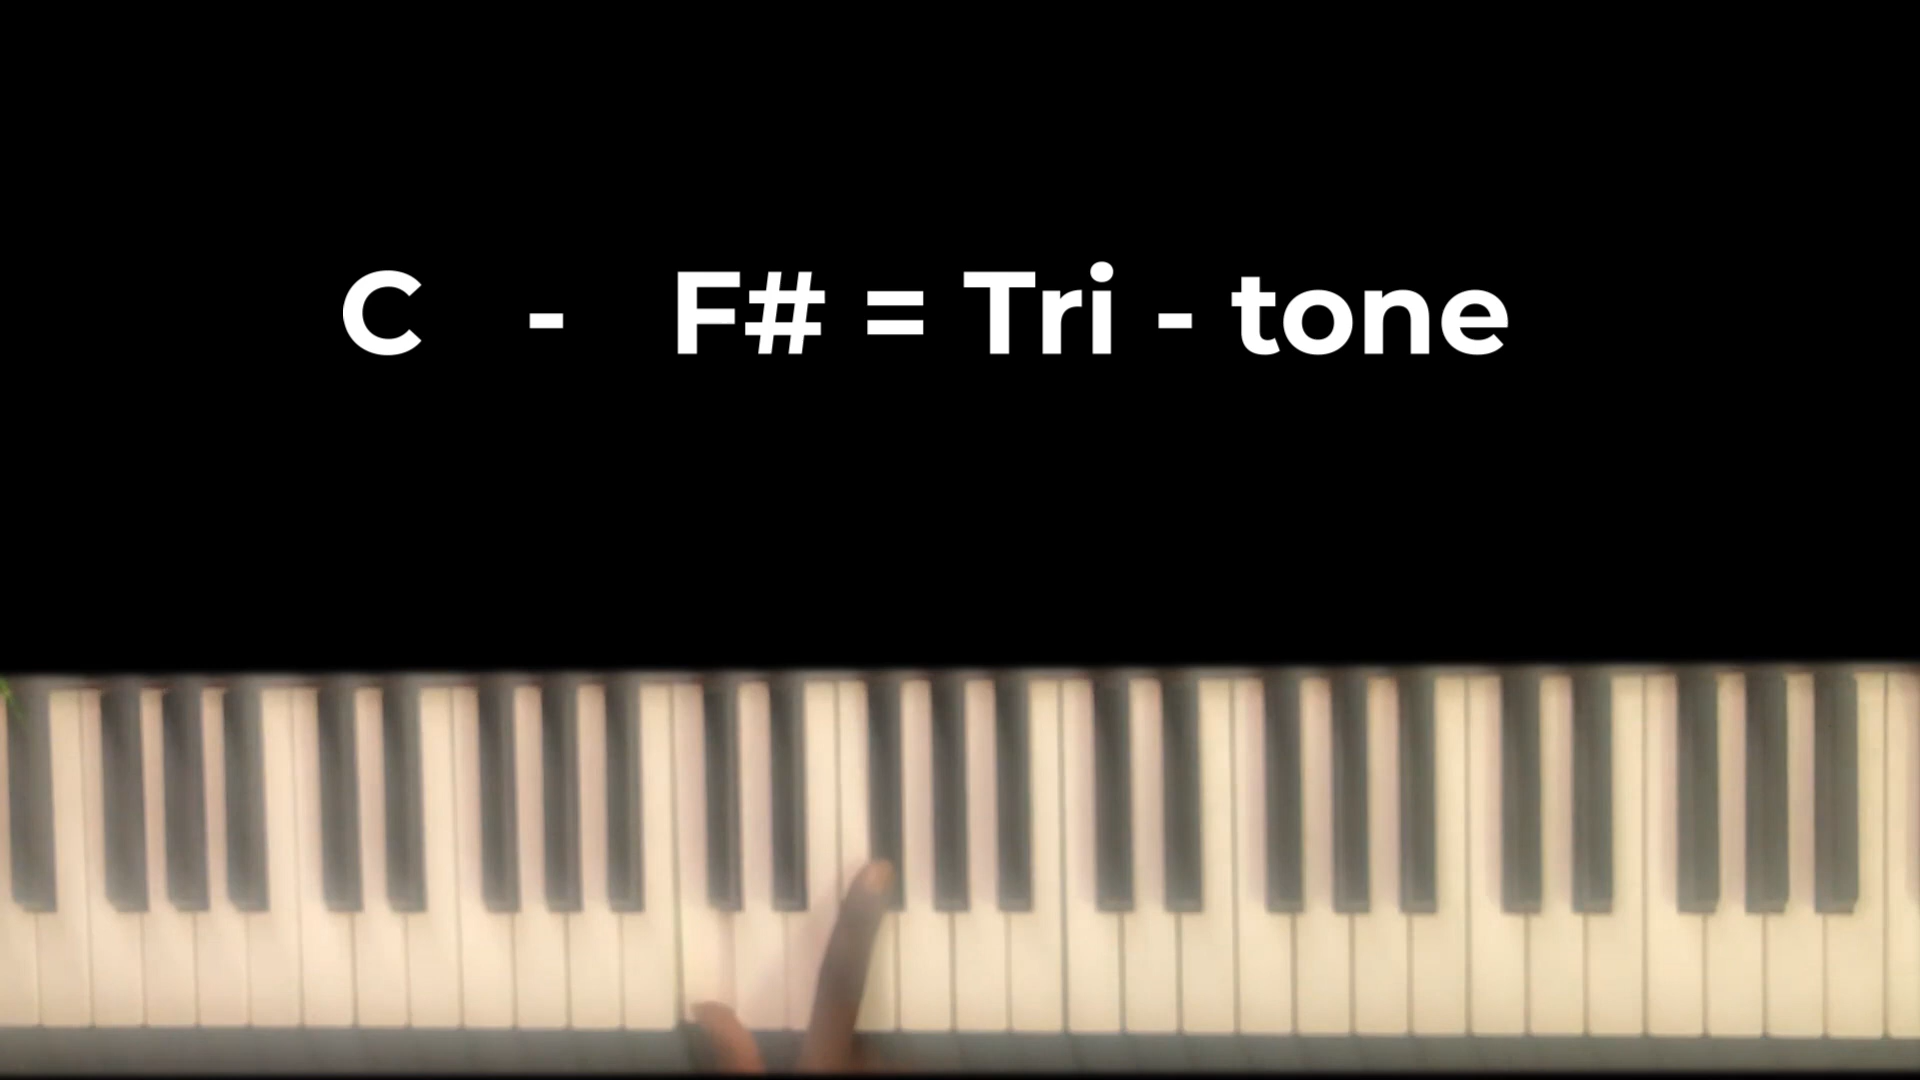 C - F# = Tri - tone